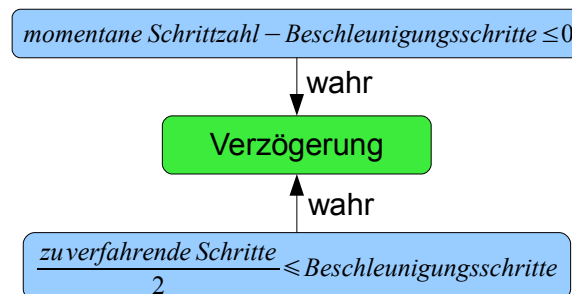 momentane Schrittzahl − Beschleunigungsschritte ≤0
wahr
Verzögerung
wahr
zu verfahrende Schritte
2
≤ Beschleunigungsschritte